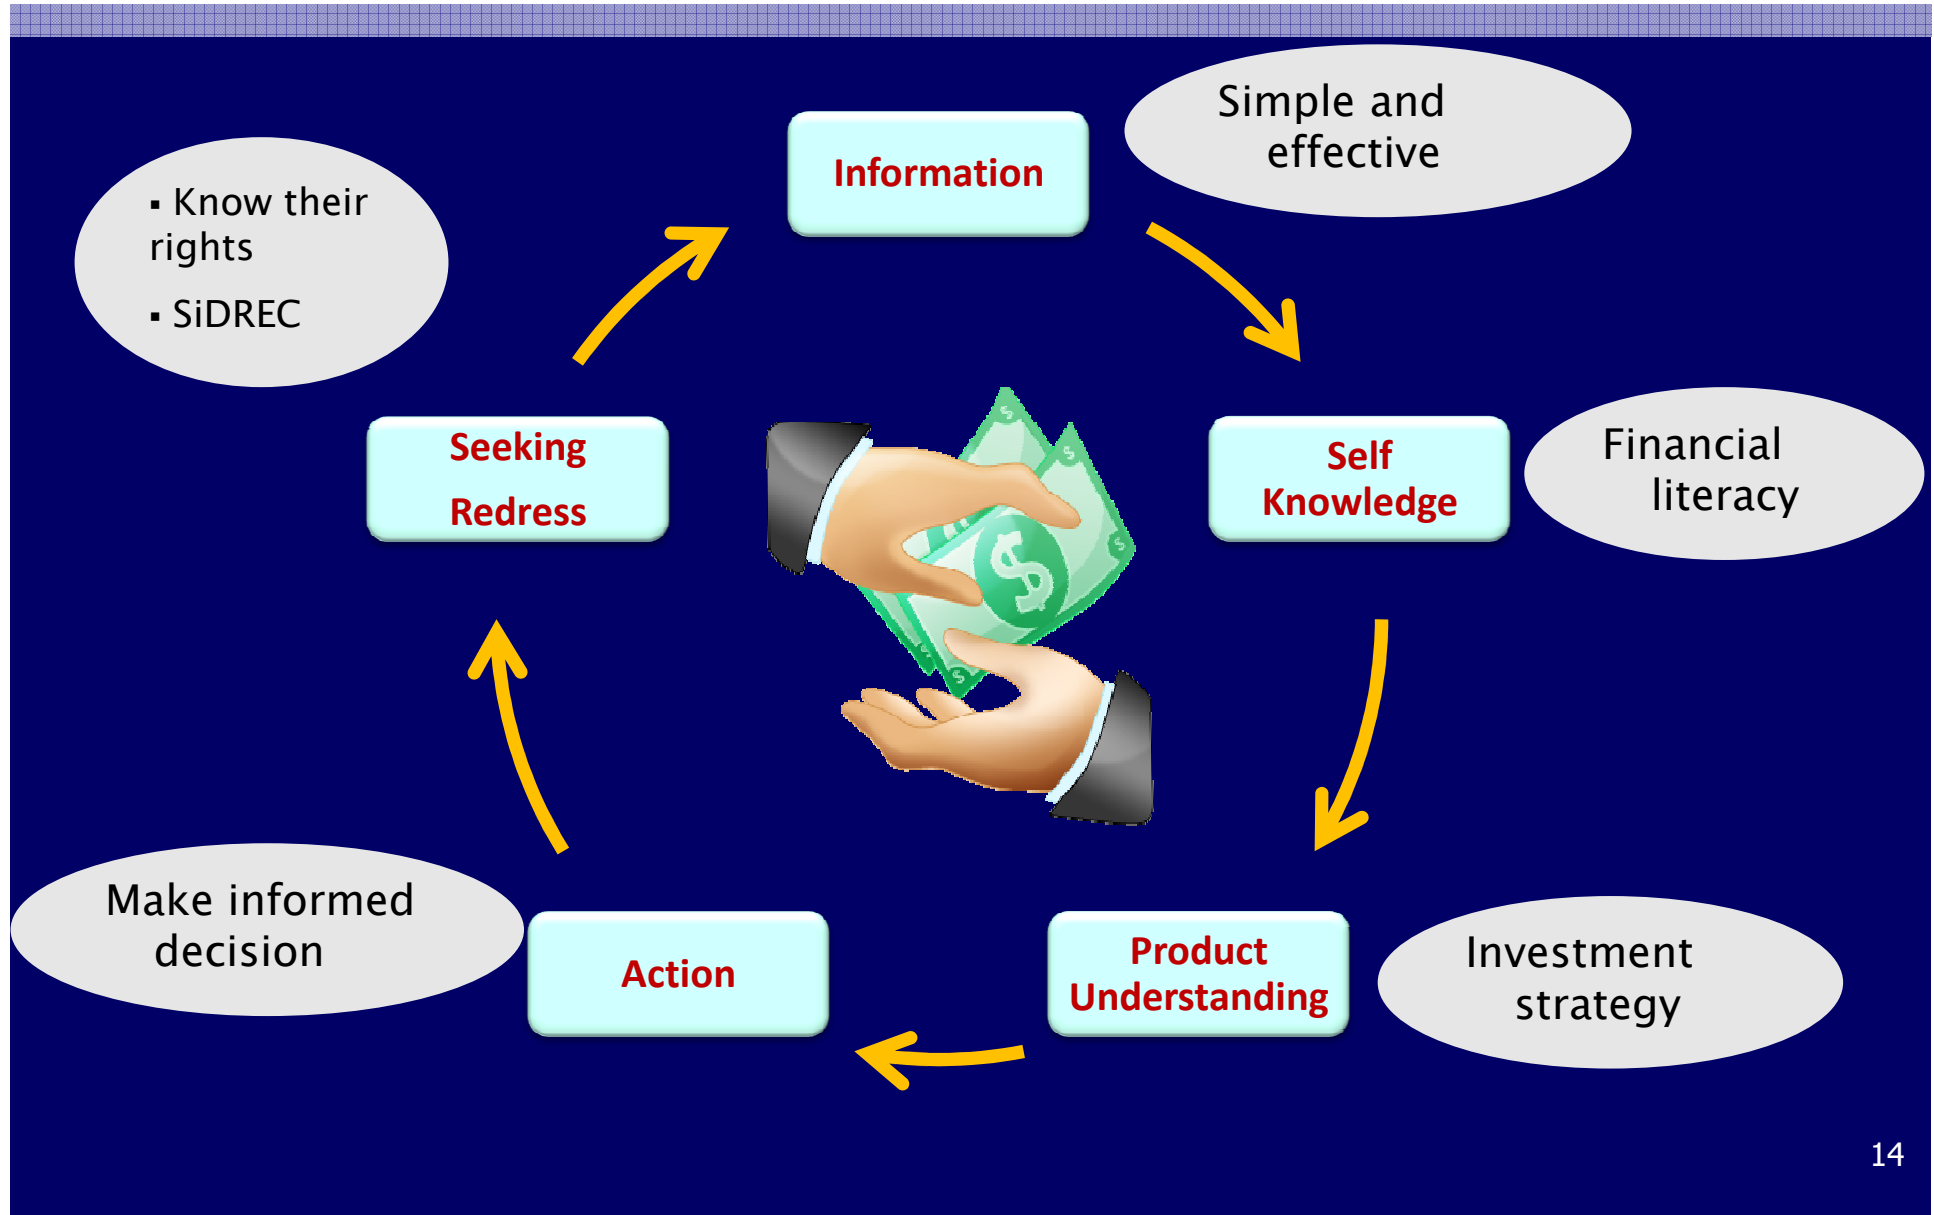 Information
Simple and
effective
Self
Knowledge
Financial
literacy
Product
Understanding
Investment
strategy
Action
Make informed
decision
Seeking
Redress
▪ Know their
rights
▪ SiDREC
$
$
$
$
$
$
14